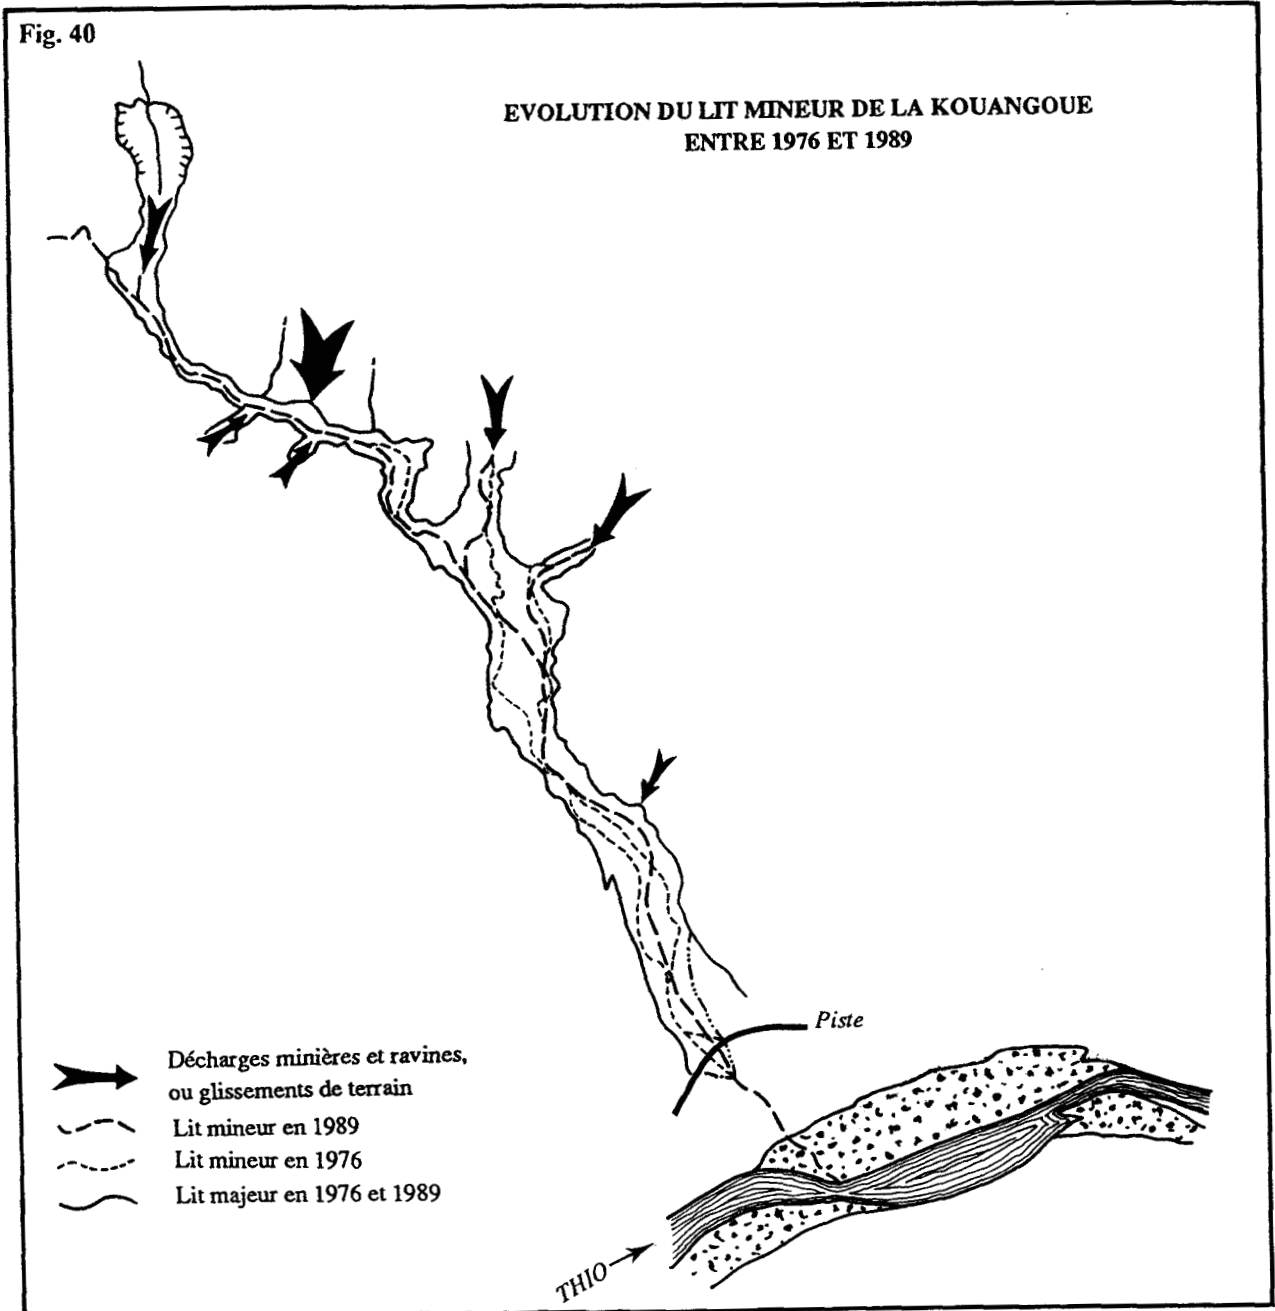 Fig. 40
EVOLUTION DU LIT MINEUR DE LA KOUANGOUE
ENTRE 1976 ET 1989
Piste
Décharges minières et ravines,
ou glissements de terrain
Lit mineur en 1989
Lit mineur en 1976
Lit majeur en 1976 et 1989
THIO